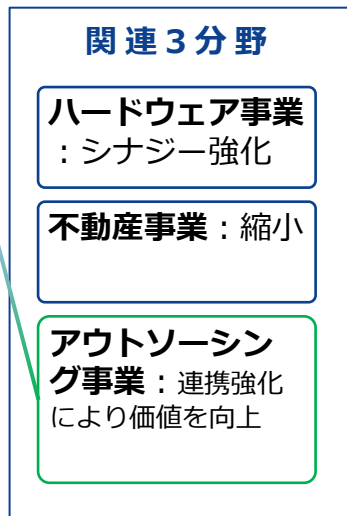 関連３分野
ハードウェア事業
：シナジー強化
不動産事業：縮小
アウトソーシン
グ事業：連携強化
により価値を向上